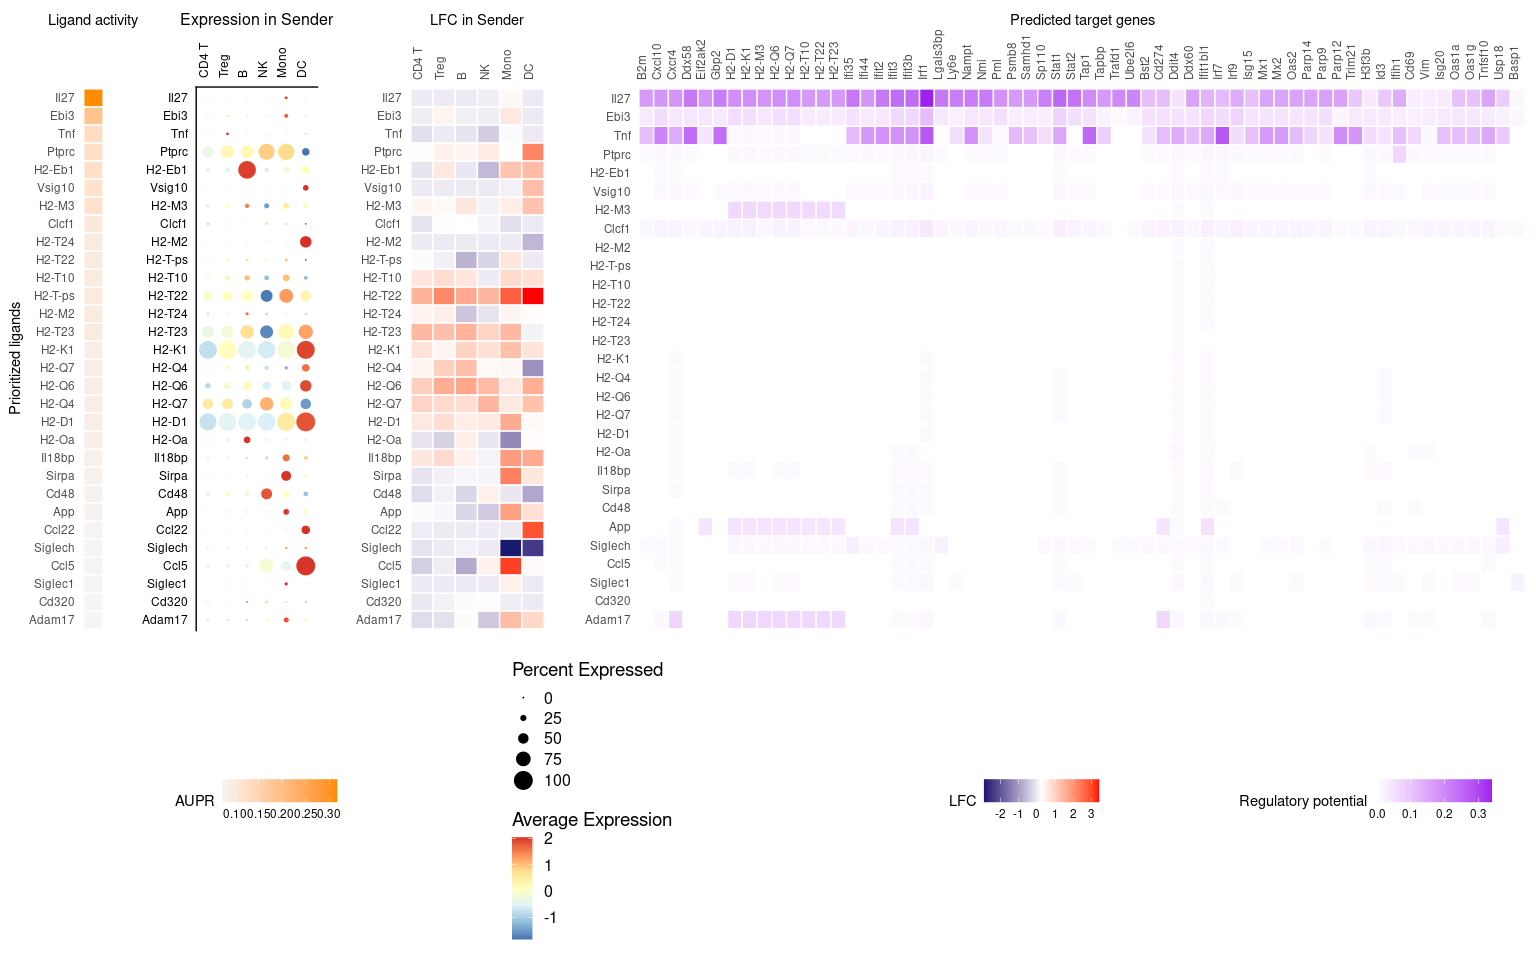 Ligand activity
Expression in Sender
LFC in Sender
Predicted target genes
CD4 T Treg B NK Mono DC
CD4 T Treg B NK Mono DC
B2m Cxcl10 Cxcr4 Ddx58 Eif2ak2 Gbp2 H2-D1 H2-K1 H2-M3 H2-Q6 H2-Q7 H2-T10 H2-T22 H2-T23 Ifi35 Ifi44 Ifit2 Ifit3 Ifit3b Irf1 Lgals3bp Ly6e Nampt Nmi Pml Psmb8 Samhd1 Sp110 Stat1 Stat2 Tap1 Tapbp Trafd1 Ube2l6 Bst2 Cd274 Ddit4 Ddx60 Ifitt1bl1 Irf7 Irf9 Isg15 Mx1 Mx2 Oas2 Parp14 Parp9 Parp12 Trim21 H3f3b Id3 Ifih1 Cd69 Vim Isg20 Oas1a Oas1g Tnfsf10 Usp18 Basp1
Prioritized ligands
Il27
Ebi3
Tnf
Ptprc
H2-Eb1
Vsig10
H2-M3
Clcf1
H2-T24
H2-T22
H2-T10
H2-T-ps
H2-M2
H2-T23
H2-K1
H2-Q7
H2-Q6
H2-Q4
H2-D1
H2-Oa
Il18bp
Sirpa
Cd48
App
Ccl22
Siglech
Ccl5
Siglec1
Cd320
Adam17
Il27
Ebi3
Tnf
Ptprc
H2-Eb1
Vsig10
H2-M3
Clcf1
H2-M2
H2-T-ps
H2-T10
H2-T22
H2-T24
H2-T23
H2-K1
H2-Q4
H2-Q6
H2-Q7
H2-D1
H2-Oa
Il18bp
Sirpa
Cd48
App
Ccl22
Siglech
Ccl5
Siglec1
Cd320
Adam17
Il27
Ebi3
Tnf
Ptprc
H2-Eb1
Vsig10
H2-M3
Clcf1
H2-M2
H2-T-ps
H2-T10
H2-T22
H2-T24
H2-T23
H2-K1
H2-Q4
H2-Q6
H2-Q7
H2-D1
H2-Oa
Il18bp
Sirpa
Cd48
App
Ccl22
Siglech
Ccl5
Siglec1
Cd320
Adam17
Il27
Ebi3
Tnf
Ptprc
H2-Eb1
Vsig10
H2-M3
Clcf1
H2-M2
H2-T-ps
H2-T10
H2-T22
H2-T24
H2-T23
H2-K1
H2-Q4
H2-Q6
H2-Q7
H2-D1
H2-Oa
Il18bp
Sirpa
Cd48
App
Ccl22
Siglech
Ccl5
Siglec1
Cd320
Adam17
AUPR
0.100.150.200.250.30
Percent Expressed
0
25
50
75
100
Average Expression
2
1
0
-1
LFC
-2 -1 0 1 2 3
Regulatory potential
0.0 0.1 0.2 0.3